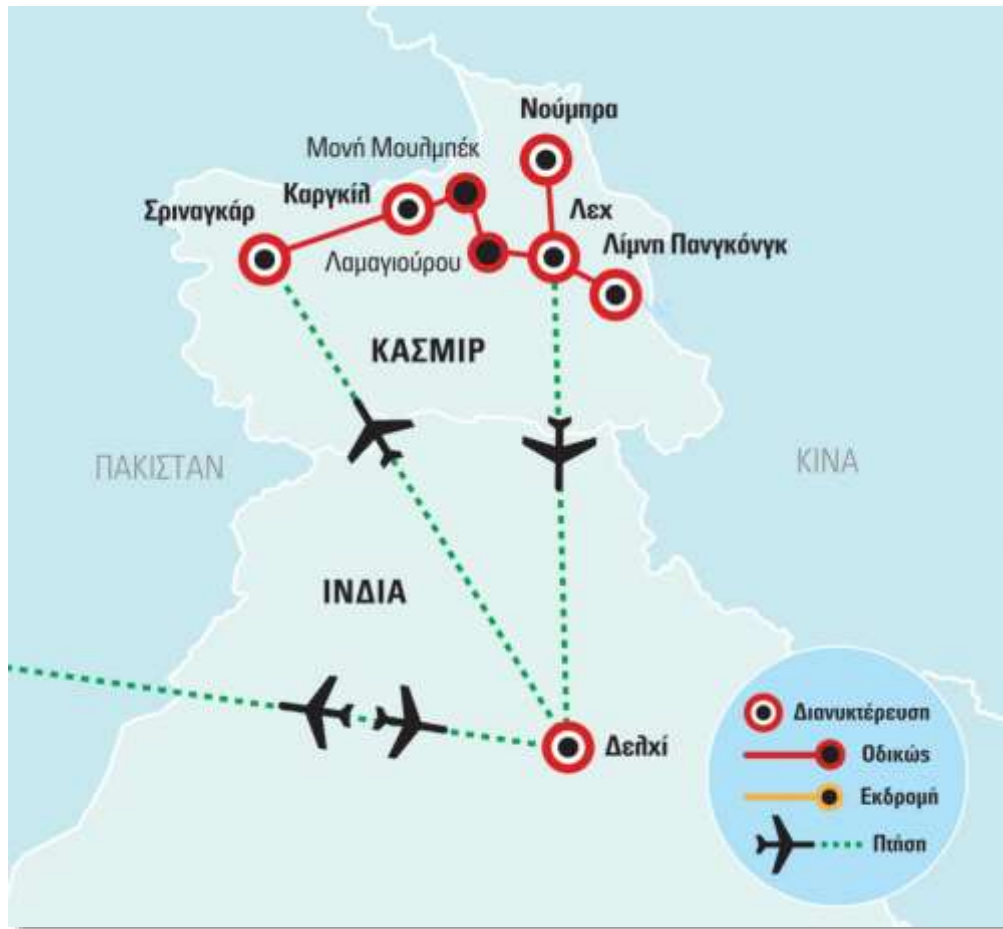 Νούμπρα
Μονή Μουλμπέκ
Καργκίλ
Λεχ
Σριναγκάρ
Λίμνη Πανγκόνγκ
Λαμαγιούρου
ΚΑΣΜΙΡ
ΠΑΚΙΣΤΑΝ
ΚΙΝΑ
ΙΝΔΙΑ
Δελχί
Διανυκτέρευση
Οδικώς
Εκδρομή
Πτήση